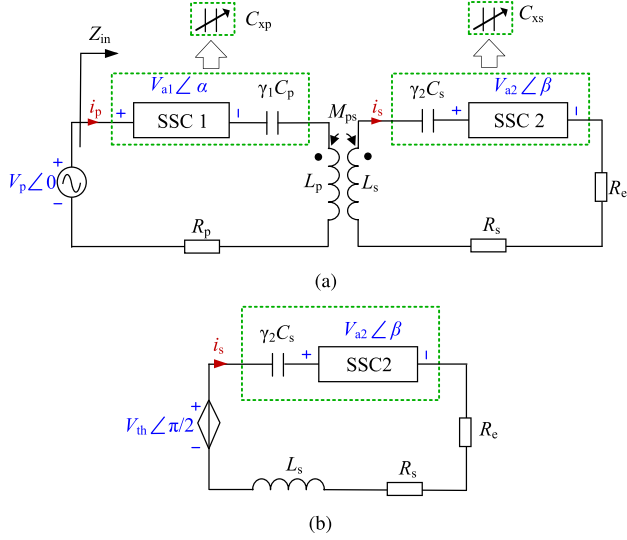 C_xp
C_xs
Z_in
V_a1∠α
γ_1C_p
γ_2C_s
V_a2∠β
i_p
+
SSC 1
-
M_ps
i_s
+
SSC 2
-
+
V_p∠0
-
L_p
L_s
R_e
R_p
R_s
(a)
γ_2C_s
V_a2∠β
i_s
+
SSC2
-
+
V_th∠π/2
-
R_e
L_s
R_s
(b)